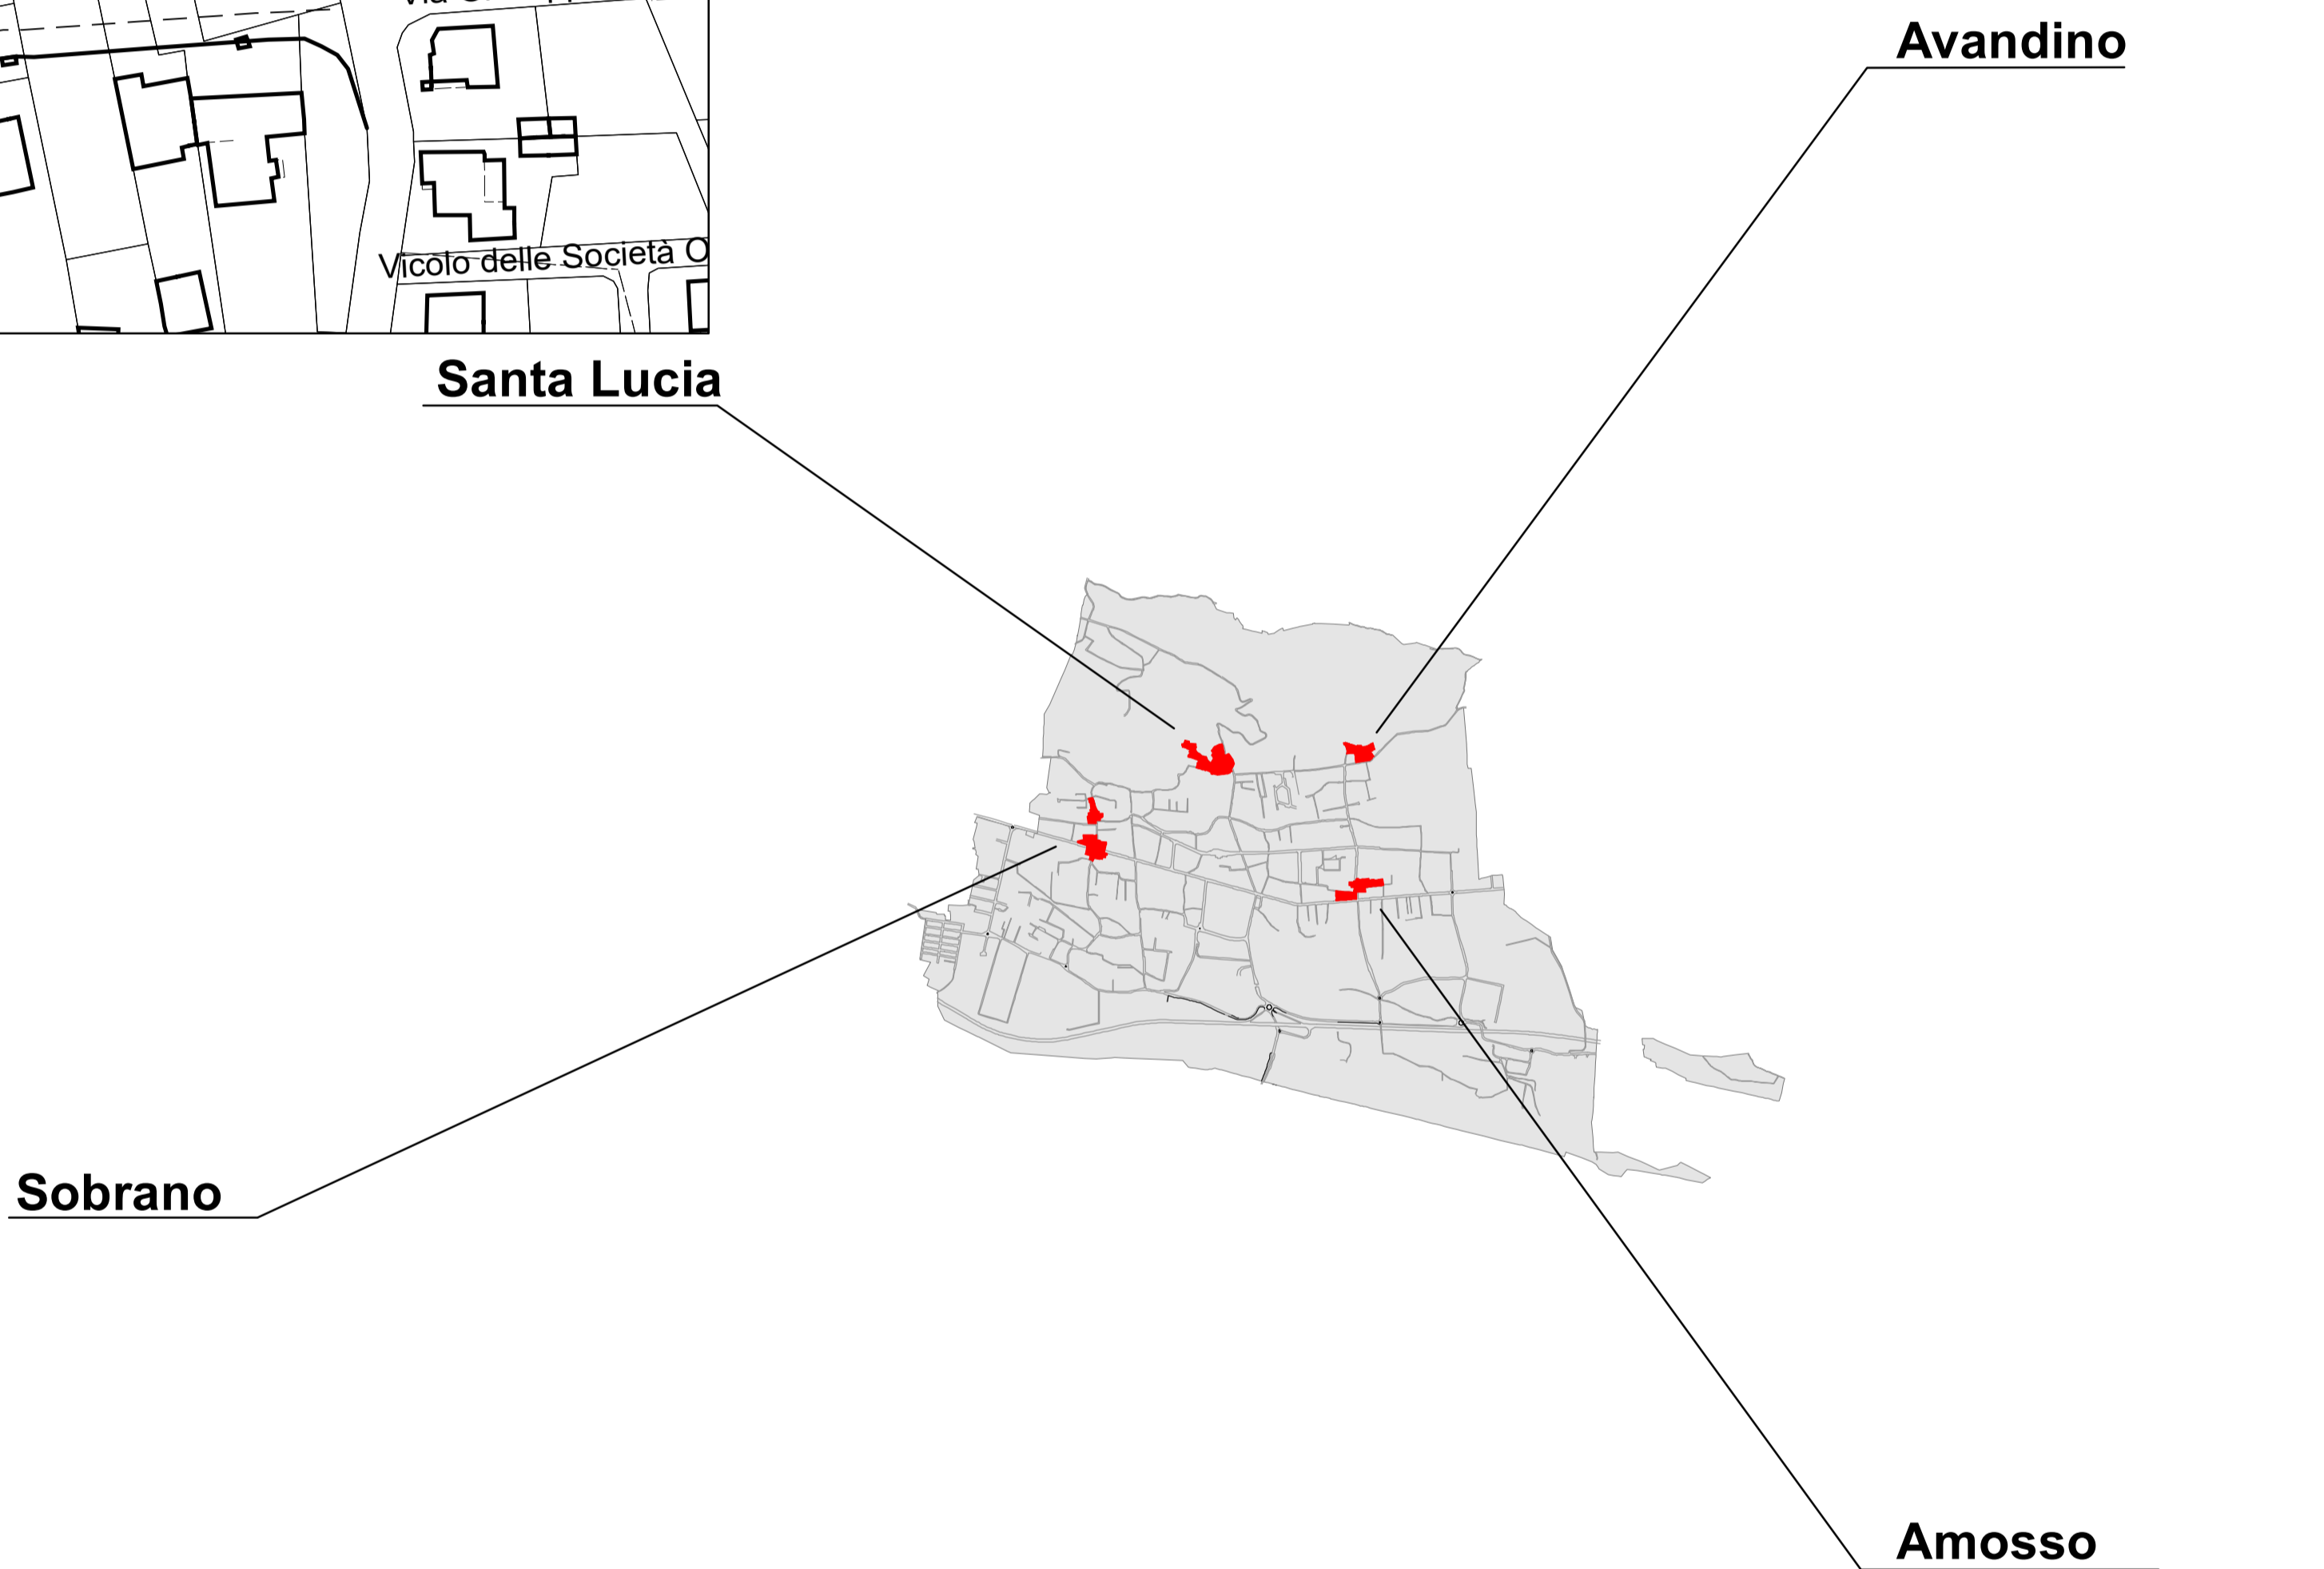 Avandino
Vicolo delle Società O
Santa Lucia
Sobrano
Amosso